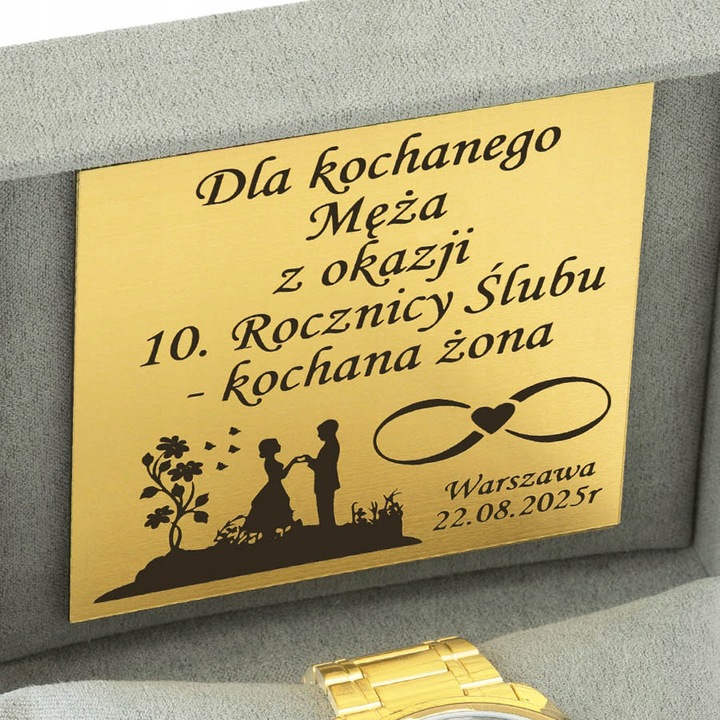 Dla kochanego
Męża
z okazji
10. Rocznicy Ślubu
- kochana żona
Warszawa
22.08.2025r